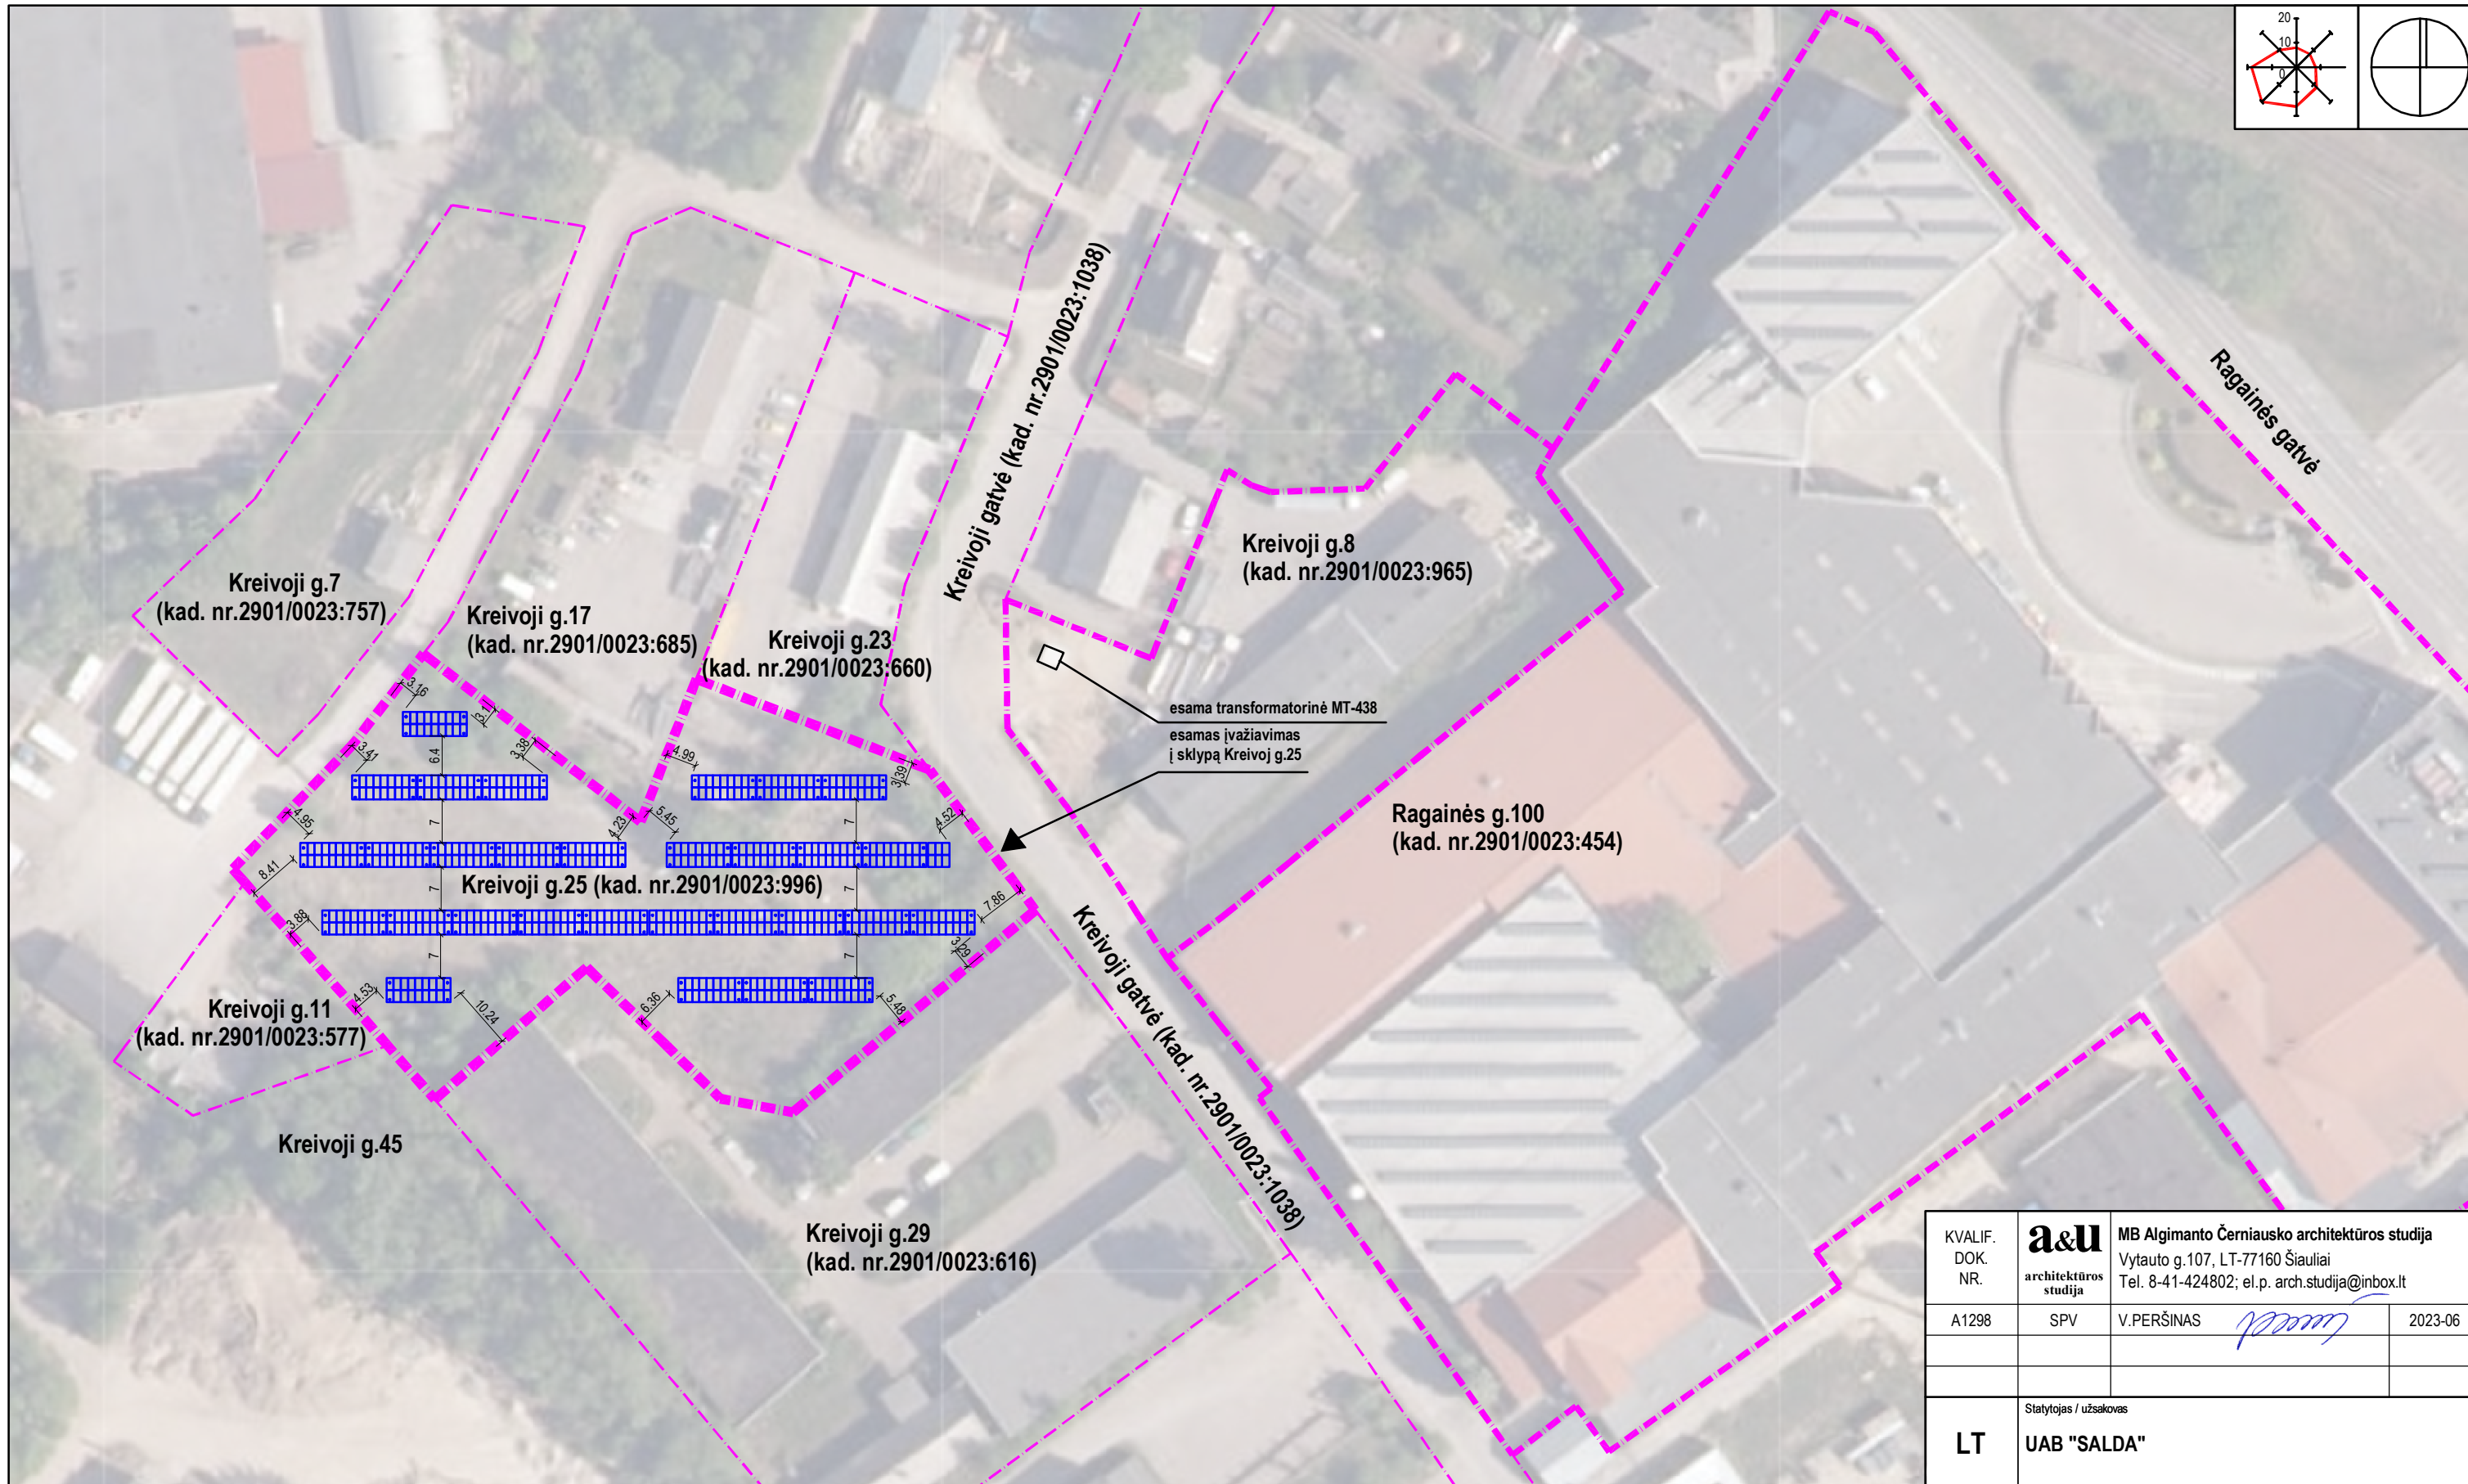 20
10
0
Kreivoji gatvė (kad. nr.2901/0023:1038)
Ragainės gatvė
Kreivoji g.8
(kad. nr.2901/0023:965)
Kreivoji g.7
(kad. nr.2901/0023:757)
Kreivoji g.17
(kad. nr.2901/0023:685)
Kreivoji g.23
(kad. nr.2901/0023:660)
esama transformatorinė MT-438
esamas įvažiavimas
į sklypą Kreivoj g.25
3.16
3.1
3.41
6.4
3.38
4.99
3.39
4.95
7
4.23
5.45
7
4.52
Ragainės g.100
(kad. nr.2901/0023:454)
8.41
7
Kreivoji g.25 (kad. nr.2901/0023:996)
7
7.86
3.88
7
7
3.29
4.53
10.24
6.36
5.48
Kreivoji g.11
(kad. nr.2901/0023:577)
Kreivoji gatvė (kad. nr.2901/0023:1038)
Kreivoji g.45
Kreivoji g.29
(kad. nr.2901/0023:616)
KVALIF.
DOK.
NR.
a&u
architektūros
studija
MB Algimanto Černiausko architektūros studija
Vytauto g.107, LT-77160 Šiauliai
Tel. 8-41-424802; el.p. arch.studija@inbox.lt
A1298
SPV
V.PERŠINAS
2023-06
LT
Statytojas / užsakovas
UAB "SALDA"